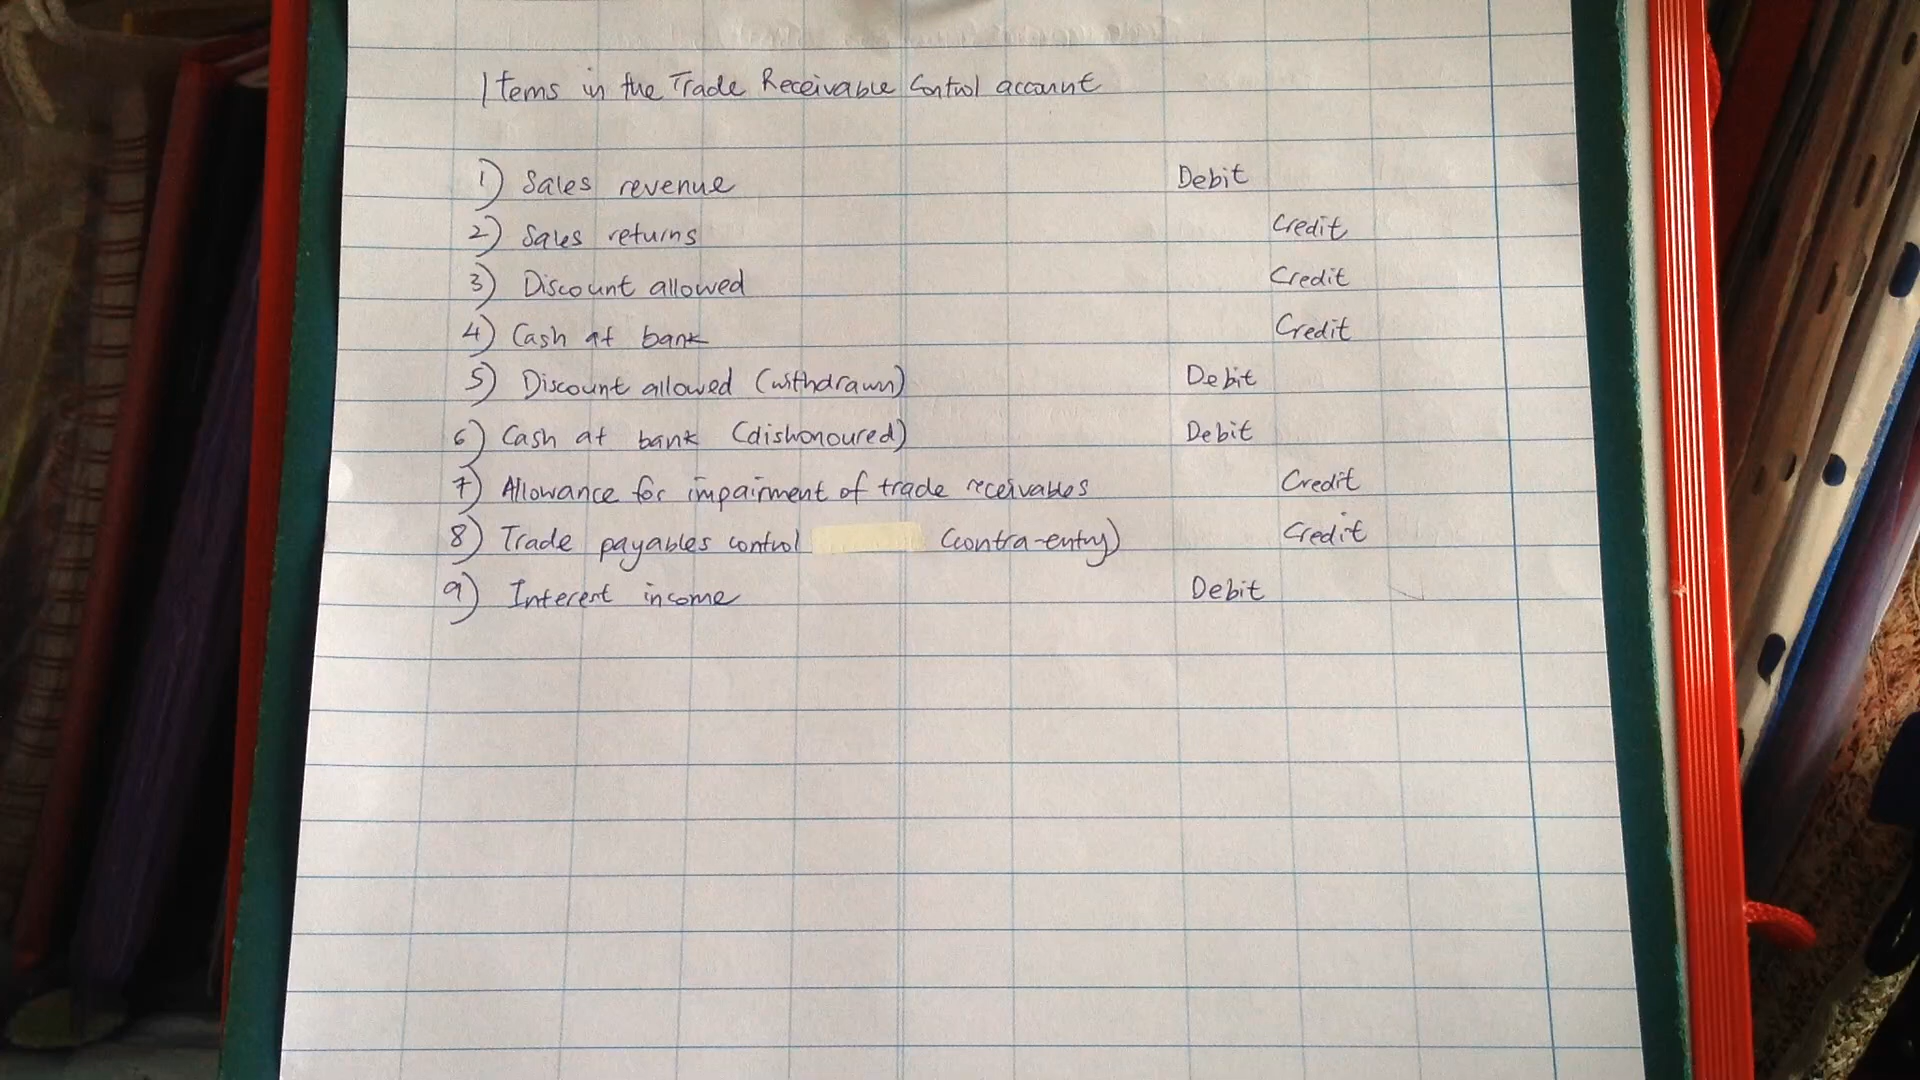 Items in the Trade Receivable Control account
1) Sales revenue Debit
2) Sales returns Credit
3) Discount allowed Credit
4) Cash at bank Credit
5) Discount allowed (withdrawn) Debit
6) Cash at bank (dishonoured) Debit
7) Allowance for impairment of trade receivables Credit
8) Trade payables control (contra-entry) Credit
9) Interest income Debit